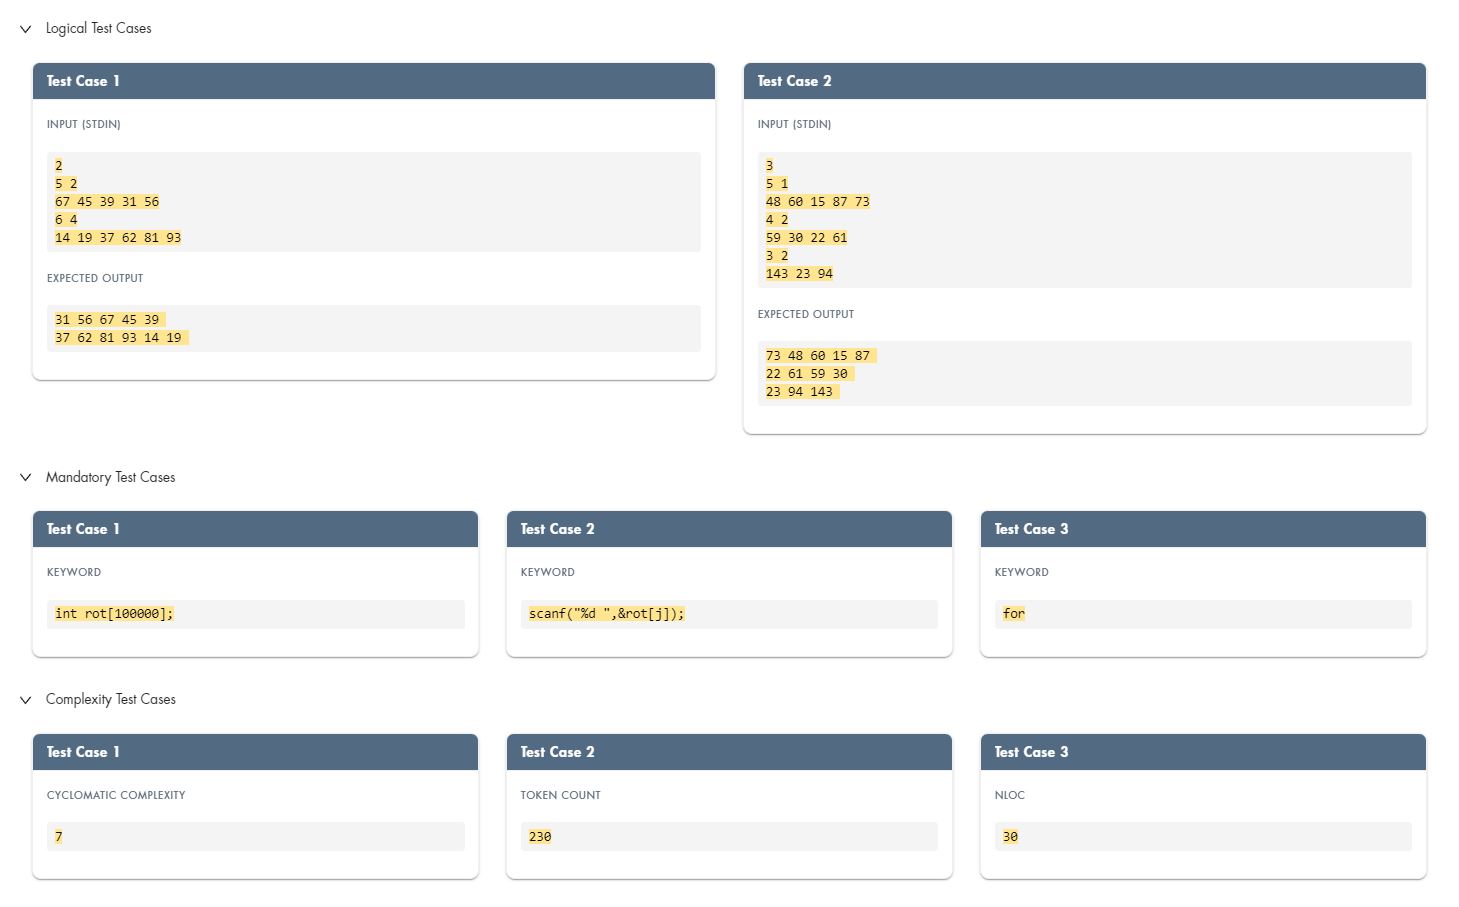 Logical Test Cases
Test Case 1
INPUT (STDIN)
2
5 2
67 45 39 31 56
6 4
14 19 37 62 81 93
EXPECTED OUTPUT
31 56 67 45 39
37 62 81 93 14 19
Test Case 2
INPUT (STDIN)
3
5 1
48 60 15 87 73
4 2
59 30 22 61
3 2
143 23 94
EXPECTED OUTPUT
73 48 60 15 87
22 61 59 30
23 94 143
Mandatory Test Cases
Test Case 1
KEYWORD
int rot[100000];
Test Case 2
KEYWORD
scanf("%d ",&rot[j]);
Test Case 3
KEYWORD
for
Complexity Test Cases
Test Case 1
CYCLOMATIC COMPLEXITY
7
Test Case 2
TOKEN COUNT
230
Test Case 3
NLOC
30